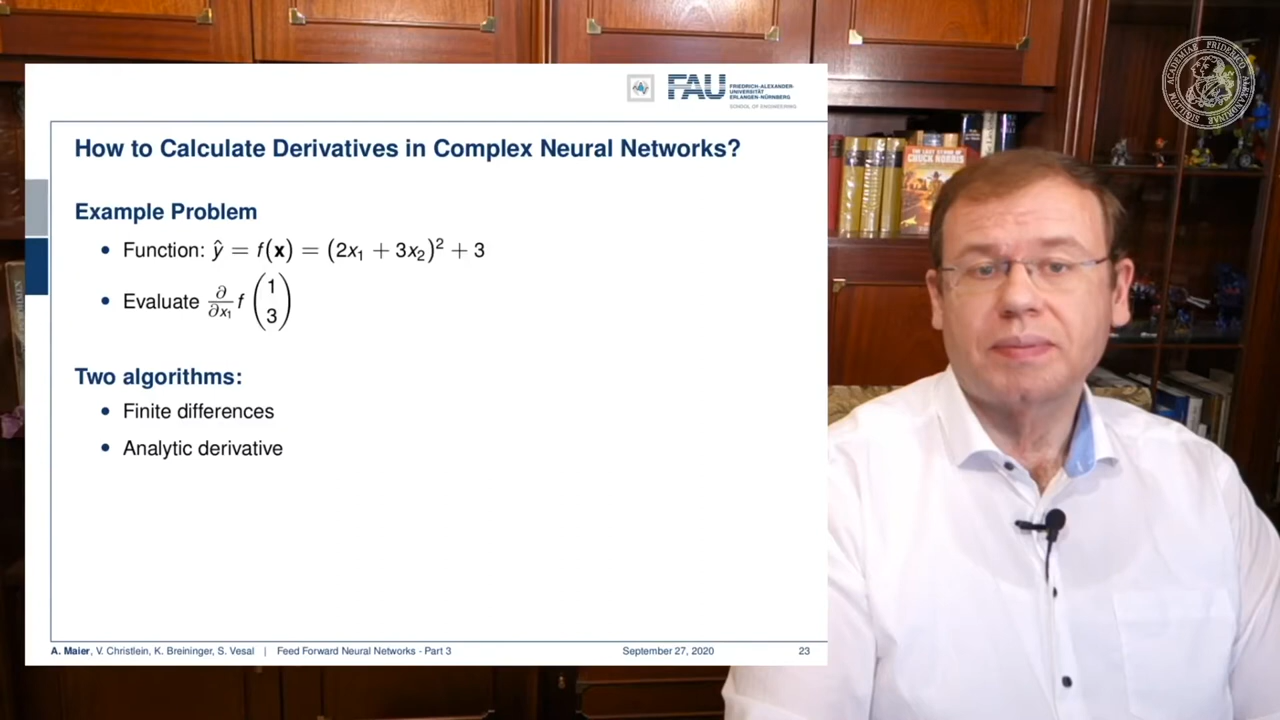 FAU
FRIEDRICH-ALEXANDER-
UNIVERSITÄT
ERLANGEN-NÜRNBERG
SCHOOL OF ENGINEERING
How to Calculate Derivatives in Complex Neural Networks?
Example Problem
• Function: ŷ = f(x) = (2x₁ + 3x₂)² + 3
• Evaluate ∂/∂x₁ f (1 3)
Two algorithms:
• Finite differences
• Analytic derivative
A. Maier, V. Christlein, K. Breininger, S. Vesal | Feed Forward Neural Networks - Part 3 September 27, 2020 23
CHUCK NORRIS